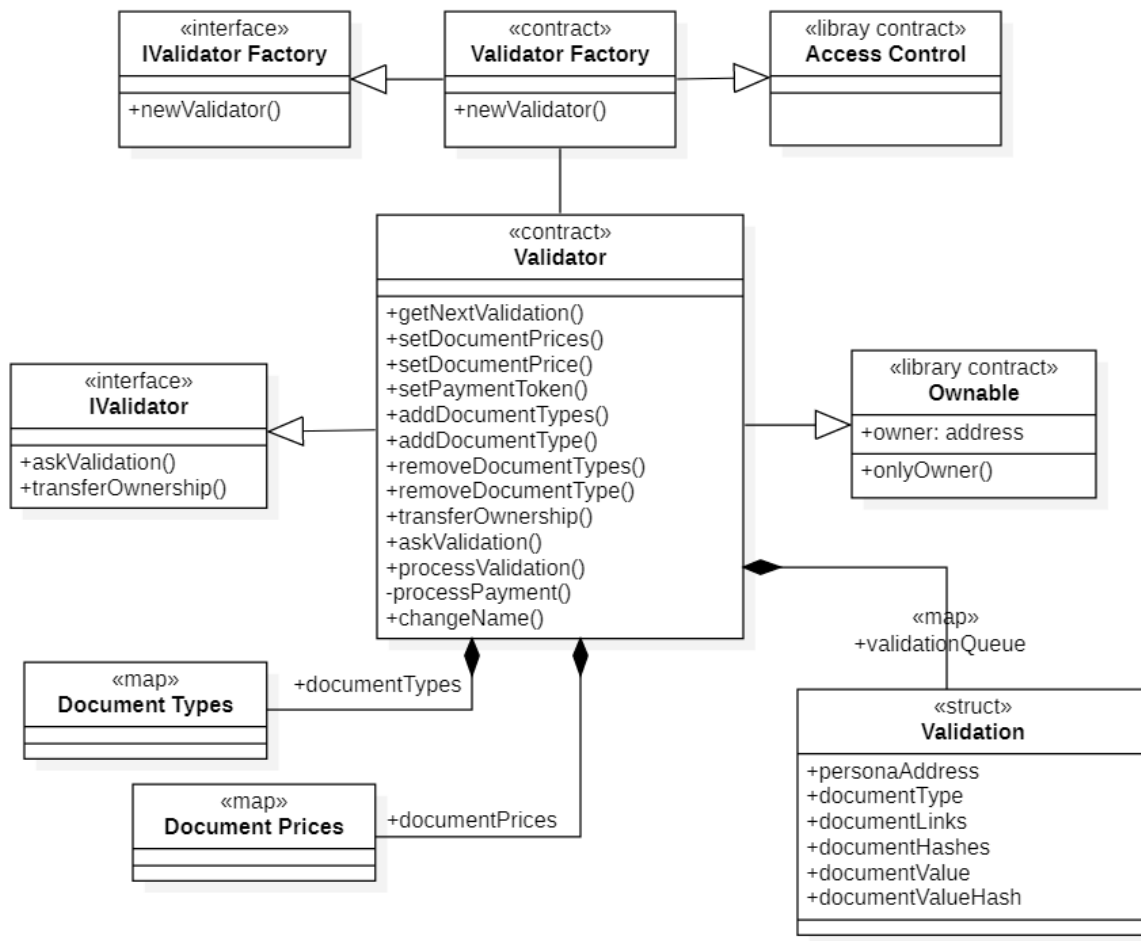 «interface»
IValidator Factory
+newValidator()
«contract»
Validator Factory
+newValidator()
«libray contract»
Access Control
«contract»
Validator
+getNextValidation()
+setDocumentPrices()
+setDocumentPrice()
+setPaymentToken()
+addDocumentTypes()
+addDocumentType()
+removeDocumentTypes()
+removeDocumentType()
+transferOwnership()
+askValidation()
+processValidation()
-processPayment()
+changeName()
«interface»
IValidator
+askValidation()
+transferOwnership()
«library contract»
Ownable
+owner: address
+onlyOwner()
«map»
+validationQueue
«map»
Document Types
+documentTypes
«map»
Document Prices
+documentPrices
«struct»
Validation
+personaAddress
+documentType
+documentLinks
+documentHashes
+documentValue
+documentValueHash